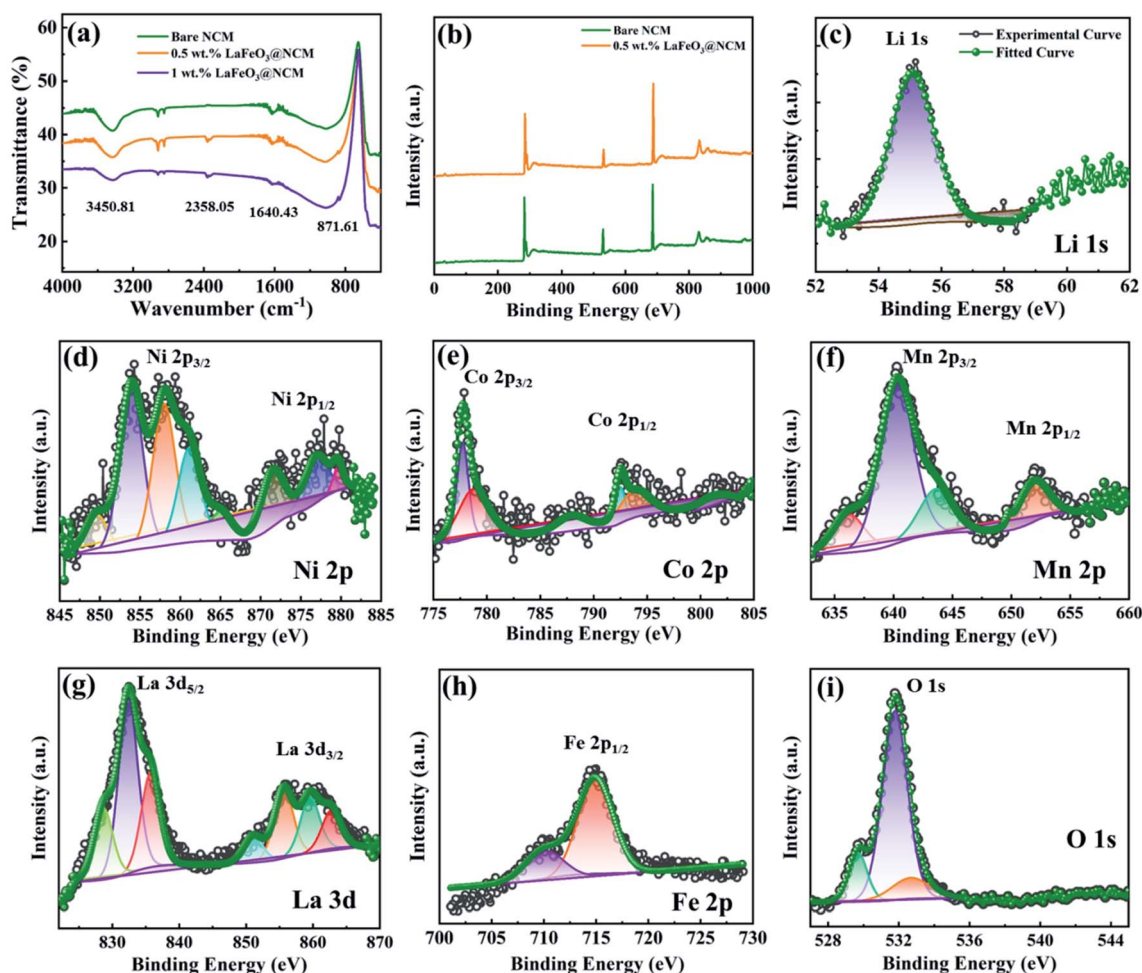 (a)
Bare NCM
0.5 wt.% LaFeO₃@NCM
1 wt.% LaFeO₃@NCM
Transmittance (%)
60
50
40
30
20
3450.81
2358.05
1640.43
871.61
4000 3200 2400 1600 800
Wavenumber (cm⁻¹)
(b)
Bare NCM
0.5 wt.% LaFeO₃@NCM
Intensity (a.u.)
0 200 400 600 800 1000
Binding Energy (eV)
(c)
Li 1s
Experimental Curve
Fitted Curve
Intensity (a.u.)
Li 1s
52 54 56 58 60 62
Binding Energy (eV)
(d)
Ni 2p₃/₂
Ni 2p₁/₂
Intensity (a.u.)
Ni 2p
845 850 855 860 865 870 875 880 885
Binding Energy (eV)
(e)
Co 2p₃/₂
Co 2p₁/₂
Intensity (a.u.)
Co 2p
775 780 785 790 795 800 805
Binding Energy (eV)
(f)
Mn 2p₃/₂
Mn 2p₁/₂
Intensity (a.u.)
Mn 2p
635 640 645 650 655 660
Binding Energy (eV)
(g)
La 3d₅/₂
La 3d₃/₂
Intensity (a.u.)
La 3d
830 840 850 860 870
Binding Energy (eV)
(h)
Fe 2p₁/₂
Intensity (a.u.)
Fe 2p
700 705 710 715 720 725 730
Binding Energy (eV)
(i)
O 1s
Intensity (a.u.)
O 1s
528 532 536 540 544
Binding Energy (eV)